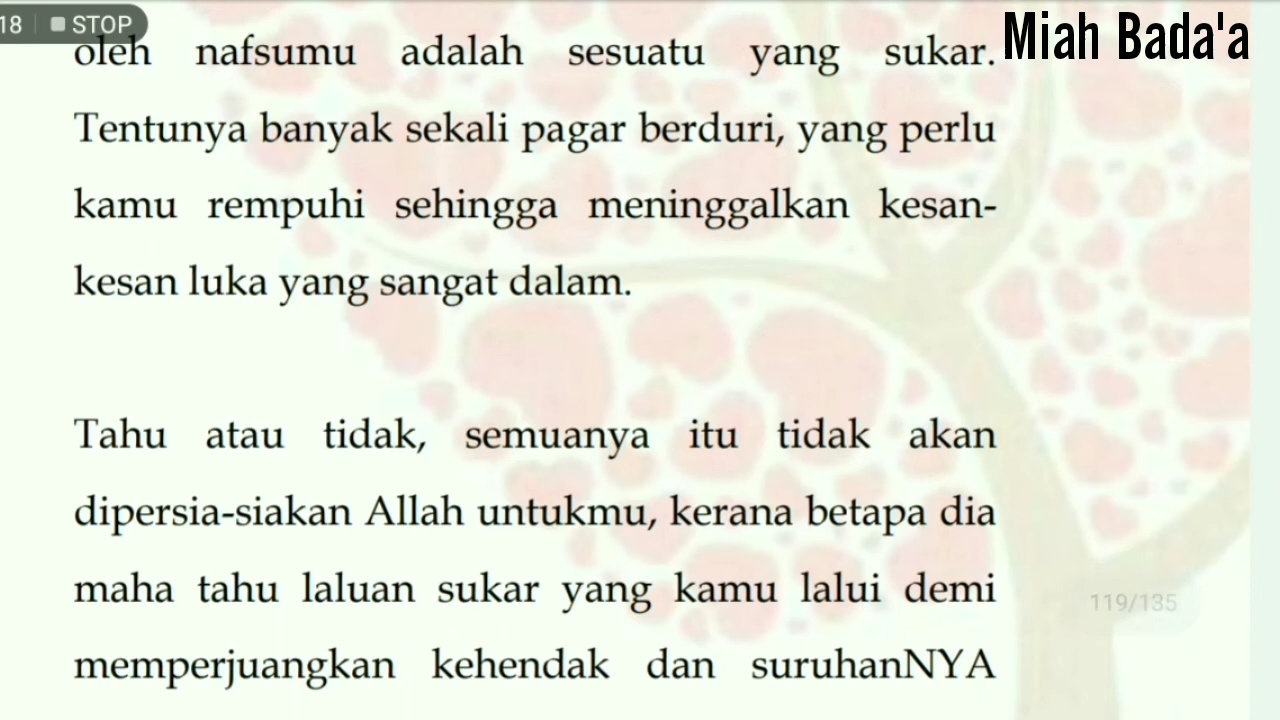 18 STOP
Miah Bada'a
oleh nafsumu adalah sesuatu yang sukar.
Tentunya banyak sekali pagar berduri, yang perlu
kamu rempuhi sehingga meninggalkan kesan-
kesan luka yang sangat dalam.
Tahu atau tidak, semuanya itu tidak akan
dipersia-siakan Allah untukmu, kerana betapa dia
maha tahu laluan sukar yang kamu lalui demi
memperjuangkan kehendak dan suruhanNYA
119/135